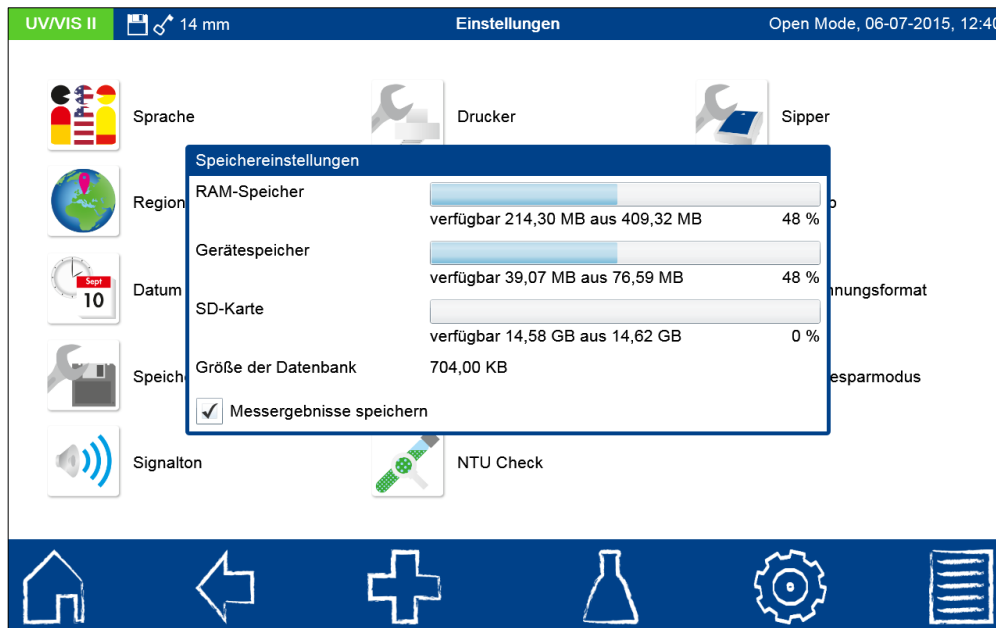 UV/VIS II 14 mm Einstellungen Open Mode, 06-07-2015, 12:40
Sprache Drucker Sipper
Speichereinstellungen
RAM-Speicher
verfügbar 214,30 MB aus 409,32 MB 48 %
Region
Gerätespeicher
verfügbar 39,07 MB aus 76,59 MB 48 %
Sept
10
Datum nnungsformat
SD-Karte
verfügbar 14,58 GB aus 14,62 GB 0 %
Größe der Datenbank 704,00 KB
Speich esparmodus
Messergebnisse speichern
Signalton NTU Check